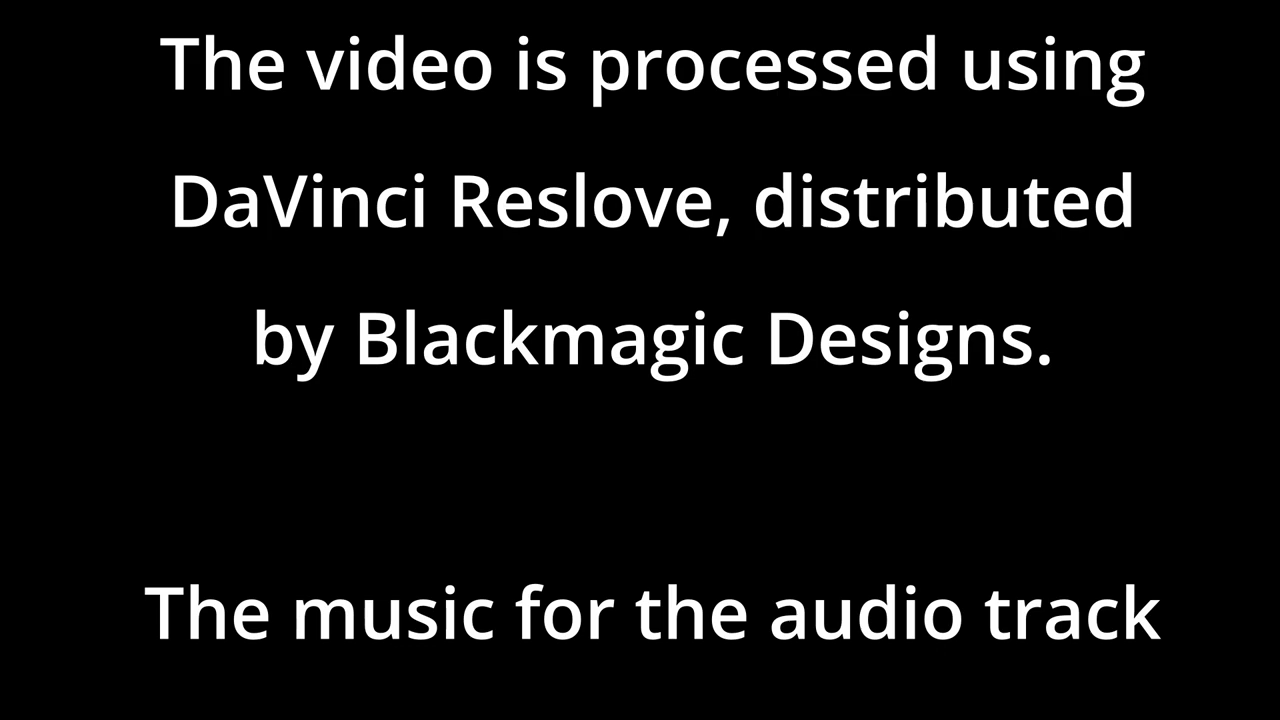 The video is processed using
DaVinci Reslove, distributed
by Blackmagic Designs.
The music for the audio track